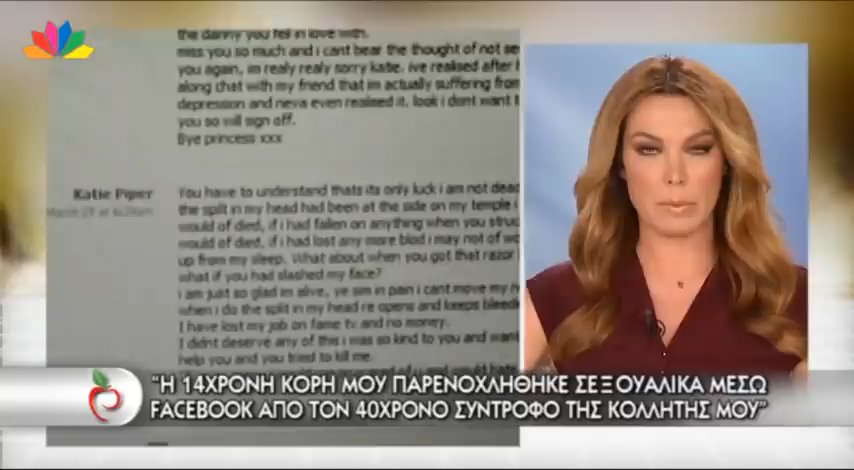 the danny you fell in love with.
miss you so much and i cant bear the thought of not
you again, im realy realy sorry katie. ive realised after
along chat with my friend that im actually suffering from
depression and neva even realised it. look i dont want
you so will sign off.
Bye princess xxx
Katie Piper
You have to understand thats its only luck i am not dead
the split in my head had been at the side on my temple i
would of died, if i had fallen on anything when you
would of died, if i had lost any more blod i may not of
up from my sleep. What about when you got that razor
what if you had slashed my face?
i am just so glad im alive, ye sim in pain i cant move my
when i do the split in my head re opens and keeps
I have lost my job on fame tv and no money.
I didnt deserve any of this i was so kind to you and
help you and you tried to kill me.
"Η 14ΧΡΟΝΗ ΚΟΡΗ ΜΟΥ ΠΑΡΕΝΟΧΛΗΘΗΚΕ ΣΕΞΟΥΑΛΙΚΑ ΜΕΣΩ
FACEBOOK ΑΠΟ ΤΟΝ 40ΧΡΟΝΟ ΣΥΝΤΡΟΦΟ ΤΗΣ ΚΟΛΛΗΤΗΣ ΜΟΥ"